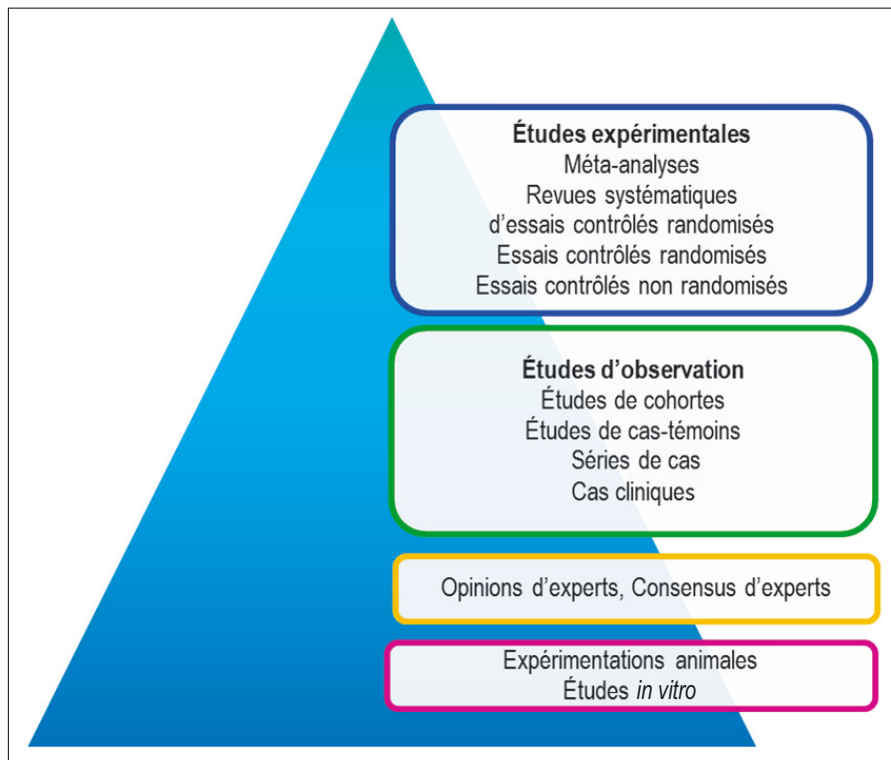 Études expérimentales
Méta-analyses
Revues systématiques
d’essais contrôlés randomisés
Essais contrôlés randomisés
Essais contrôlés non randomisés
Études d’observation
Études de cohortes
Études de cas-témoins
Séries de cas
Cas cliniques
Opinions d’experts, Consensus d’experts
Expérimentations animales
Études in vitro